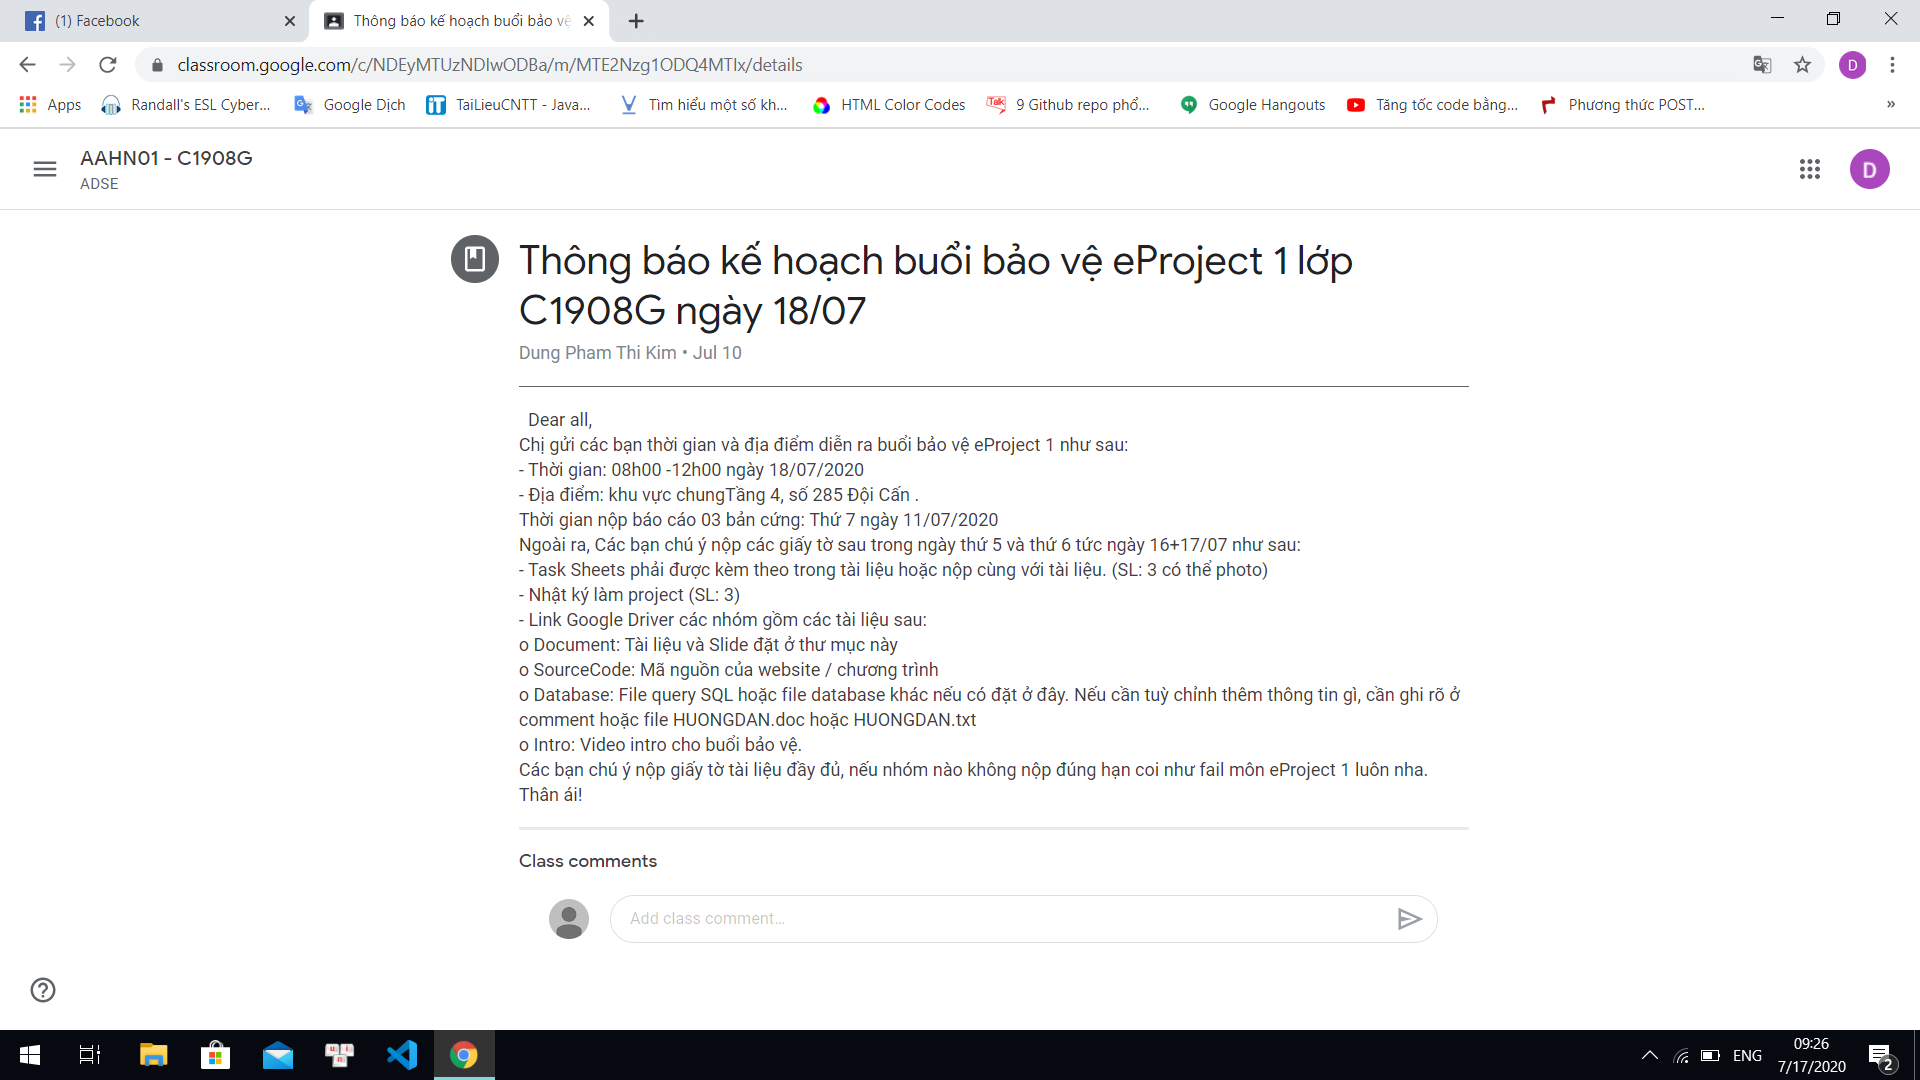 (1) Facebook
Thông báo kế hoạch buổi bảo vệ
classroom.google.com/c/NDEyMTUzNDIwODBa/m/MTE2Nzg1ODQ4MTIx/details
D
Apps
Randall's ESL Cyber...
Google Dịch
TaiLieuCNTT - Java...
Tìm hiểu một số kh...
HTML Color Codes
9 Github repo phổ...
Google Hangouts
Tăng tốc code bằng...
Phương thức POST...
»
AAHN01 - C1908G
ADSE
D
Thông báo kế hoạch buổi bảo vệ eProject 1 lớp
C1908G ngày 18/07
Dung Pham Thi Kim • Jul 10
Dear all,
Chị gửi các bạn thời gian và địa điểm diễn ra buổi bảo vệ eProject 1 như sau:
- Thời gian: 08h00 -12h00 ngày 18/07/2020
- Địa điểm: khu vực chungTầng 4, số 285 Đội Cấn .
Thời gian nộp báo cáo 03 bản cứng: Thứ 7 ngày 11/07/2020
Ngoài ra, Các bạn chú ý nộp các giấy tờ sau trong ngày thứ 5 và thứ 6 tức ngày 16+17/07 như sau:
- Task Sheets phải được kèm theo trong tài liệu hoặc nộp cùng với tài liệu. (SL: 3 có thể photo)
- Nhật ký làm project (SL: 3)
- Link Google Driver các nhóm gồm các tài liệu sau:
o Document: Tài liệu và Slide đặt ở thư mục này
o SourceCode: Mã nguồn của website / chương trình
o Database: File query SQL hoặc file database khác nếu có đặt ở đây. Nếu cần tuỳ chỉnh thêm thông tin gì, cần ghi rõ ở
comment hoặc file HUONGDAN.doc hoặc HUONGDAN.txt
o Intro: Video intro cho buổi bảo vệ.
Các bạn chú ý nộp giấy tờ tài liệu đầy đủ, nếu nhóm nào không nộp đúng hạn coi như fail môn eProject 1 luôn nha.
Thân ái!
Class comments
Add class comment...
ENG
09:26
7/17/2020
2